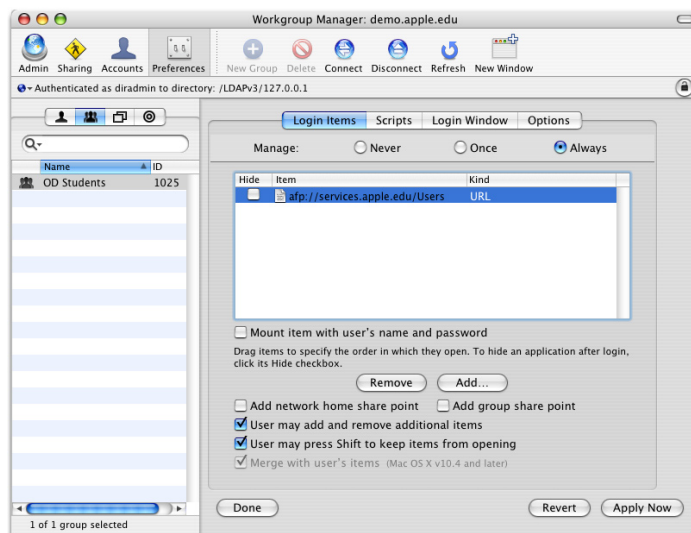 Workgroup Manager: demo.apple.edu
Admin Sharing Accounts Preferences New Group Delete Connect Disconnect Refresh New Window
Authenticated as diradmin to directory: /LDAPv3/127.0.0.1
Login Items Scripts Login Window Options
Manage: Never Once Always
Name ID
OD Students 1025
Hide Item Kind
afp://services.apple.edu/Users URL
Mount item with user's name and password
Drag items to specify the order in which they open. To hide an application after login,
click its Hide checkbox.
Remove Add...
Add network home share point Add group share point
User may add and remove additional items
User may press Shift to keep items from opening
Merge with user's items (Mac OS X v10.4 and later)
Done Revert Apply Now
1 of 1 group selected